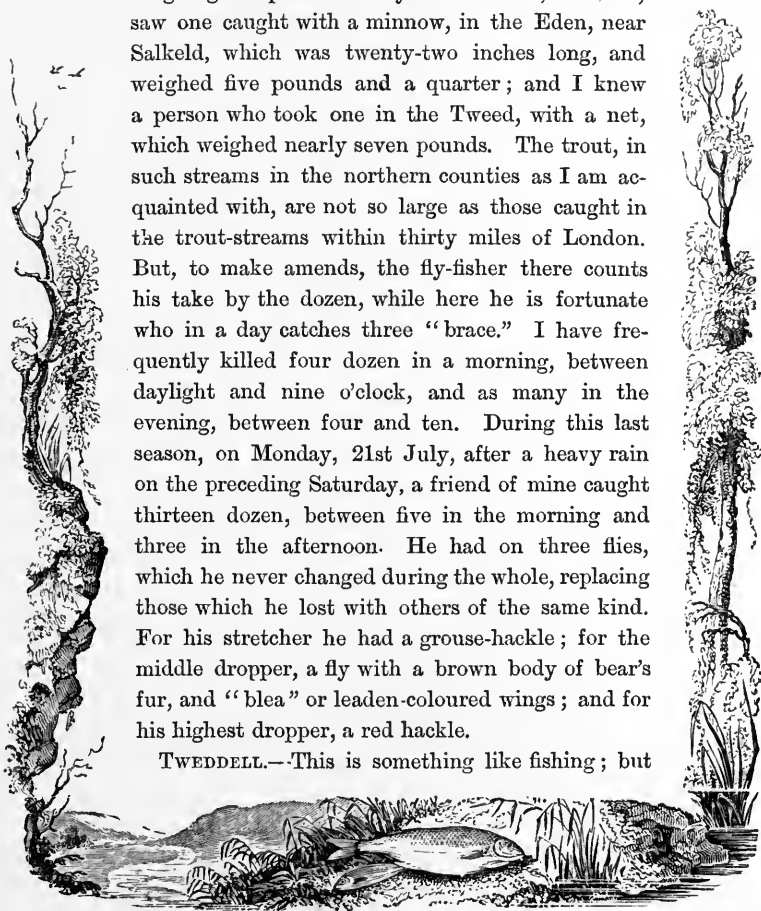 saw one caught with a minnow, in the Eden, near
Salkeld, which was twenty-two inches long, and
weighed five pounds and a quarter; and I knew
a person who took one in the Tweed, with a net,
which weighed nearly seven pounds. The trout, in
such streams in the northern counties as I am ac-
quainted with, are not so large as those caught in
the trout-streams within thirty miles of London.
But, to make amends, the fly-fisher there counts
his take by the dozen, while here he is fortunate
who in a day catches three “brace.” I have fre-
quently killed four dozen in a morning, between
daylight and nine o'clock, and as many in the
evening, between four and ten. During this last
season, on Monday, 21st July, after a heavy rain
on the preceding Saturday, a friend of mine caught
thirteen dozen, between five in the morning and
three in the afternoon. He had on three flies,
which he never changed during the whole, replacing
those which he lost with others of the same kind.
For his stretcher he had a grouse-hackle; for the
middle dropper, a fly with a brown body of bear's
fur, and “blea” or leaden-coloured wings; and for
his highest dropper, a red hackle.
TWEDDELL.—This is something like fishing; but